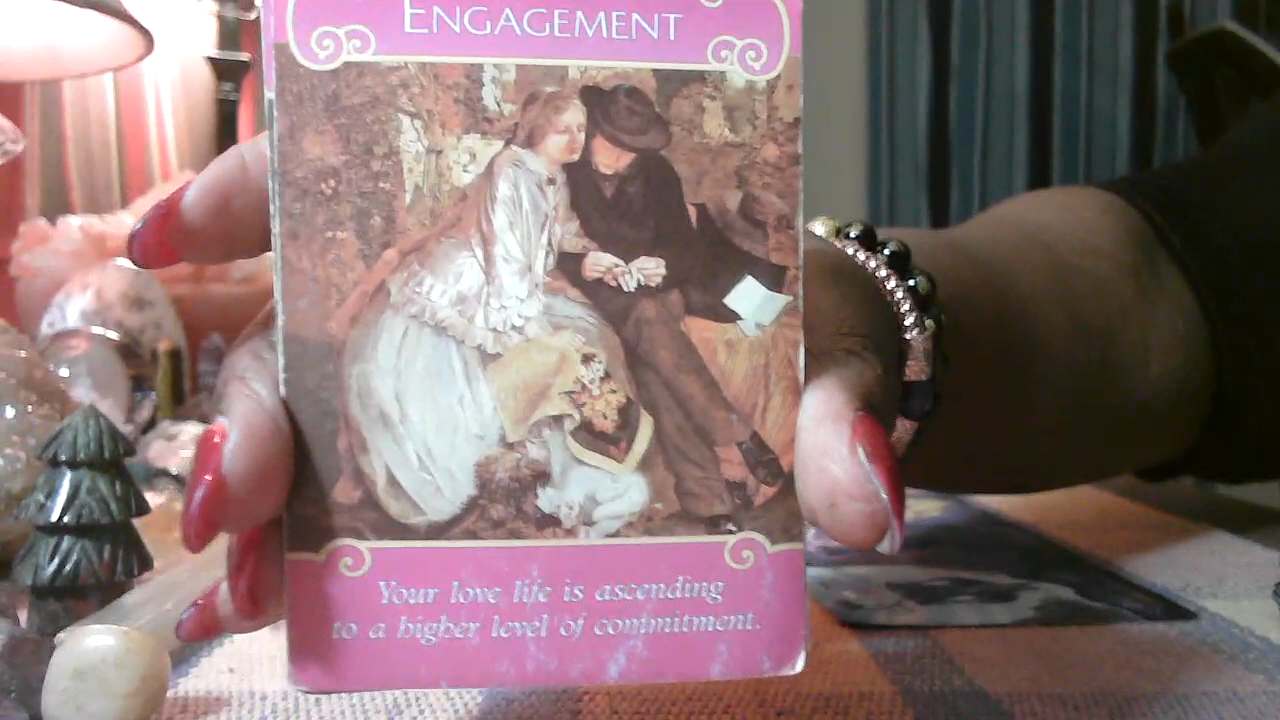 ENGAGEMENT
Your love life is ascending
to a higher level of commitment.